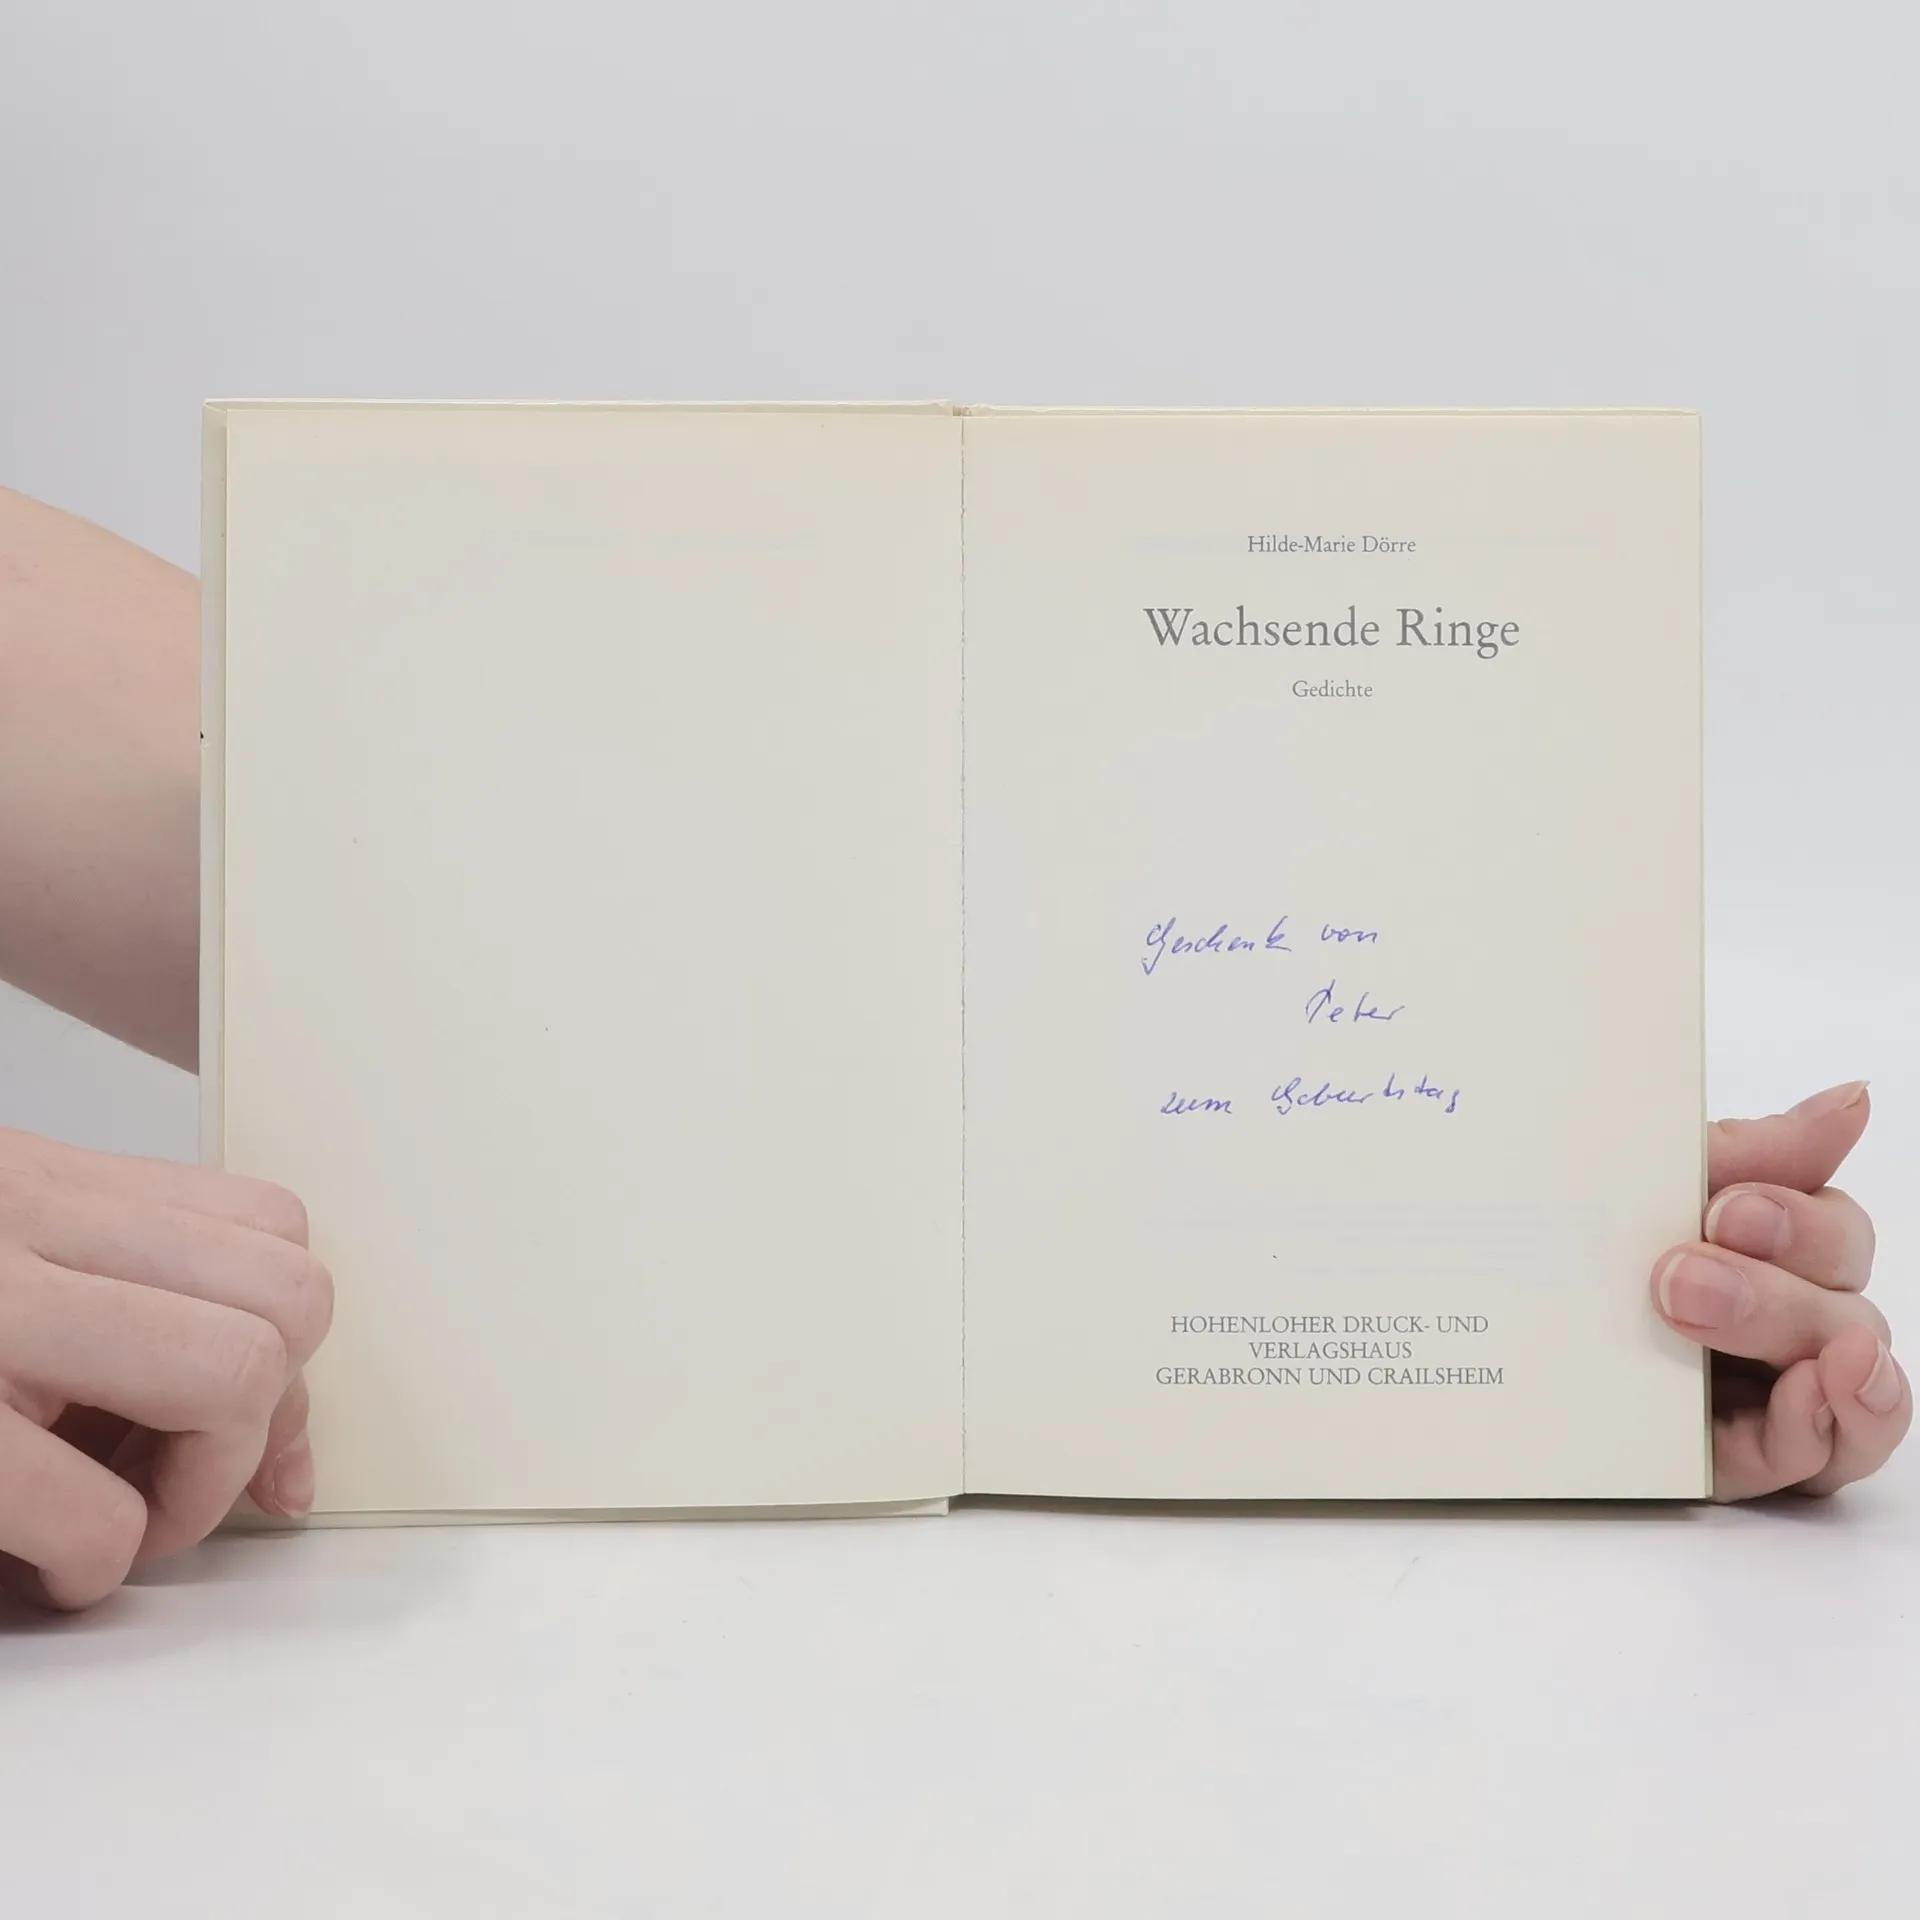 Hilde-Marie Dörre
Wachsende Ringe
Gedichte
Geschenk von
Peter
zum Geburtstag
HOHENLOHER DRUCK- UND
VERLAGSHAUS
GERABRONN UND CRAILSHEIM